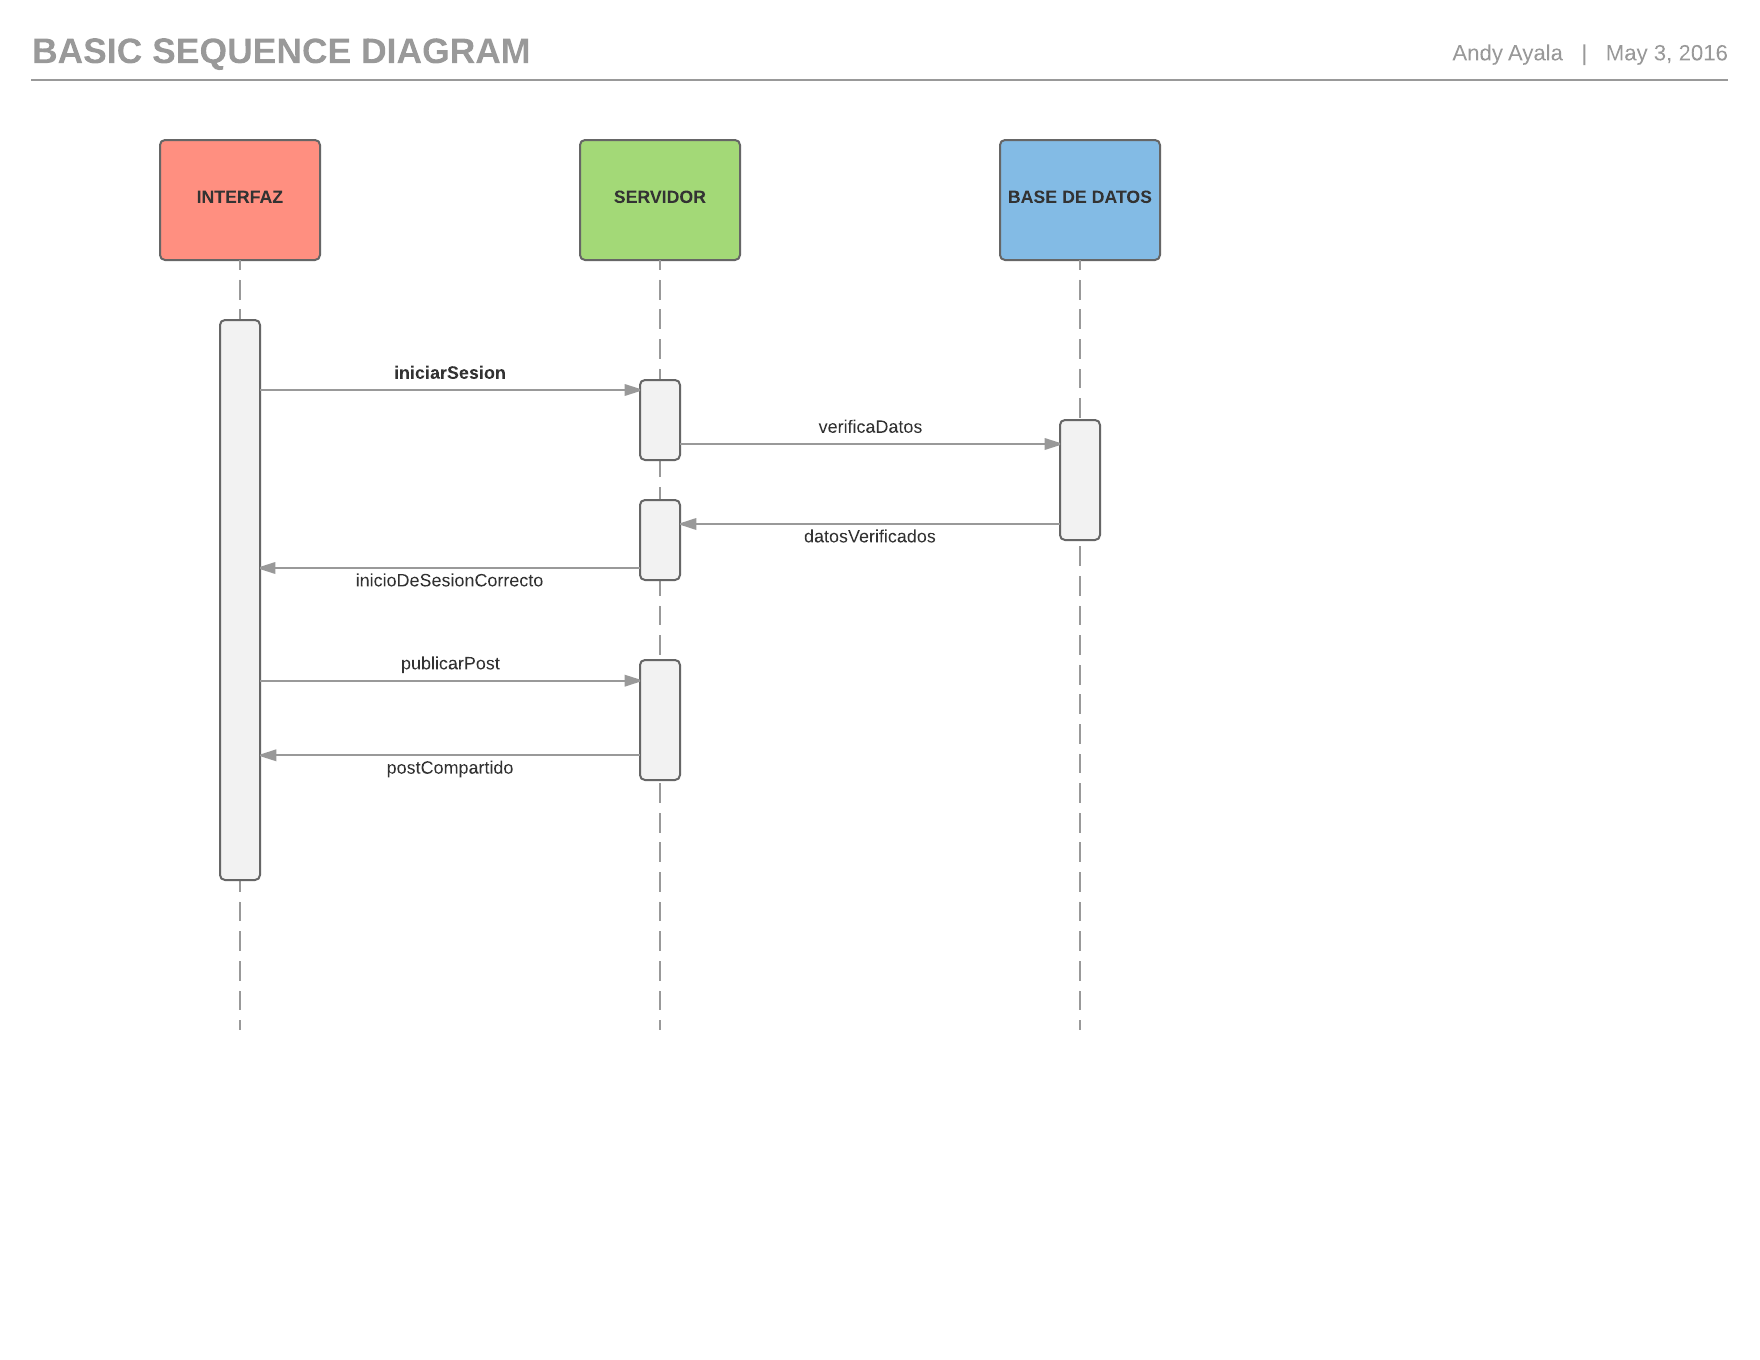 BASIC SEQUENCE DIAGRAM
Andy Ayala | May 3, 2016
INTERFAZ
SERVIDOR
BASE DE DATOS
iniciarSesion
verificaDatos
datosVerificados
inicioDeSesionCorrecto
publicarPost
postCompartido